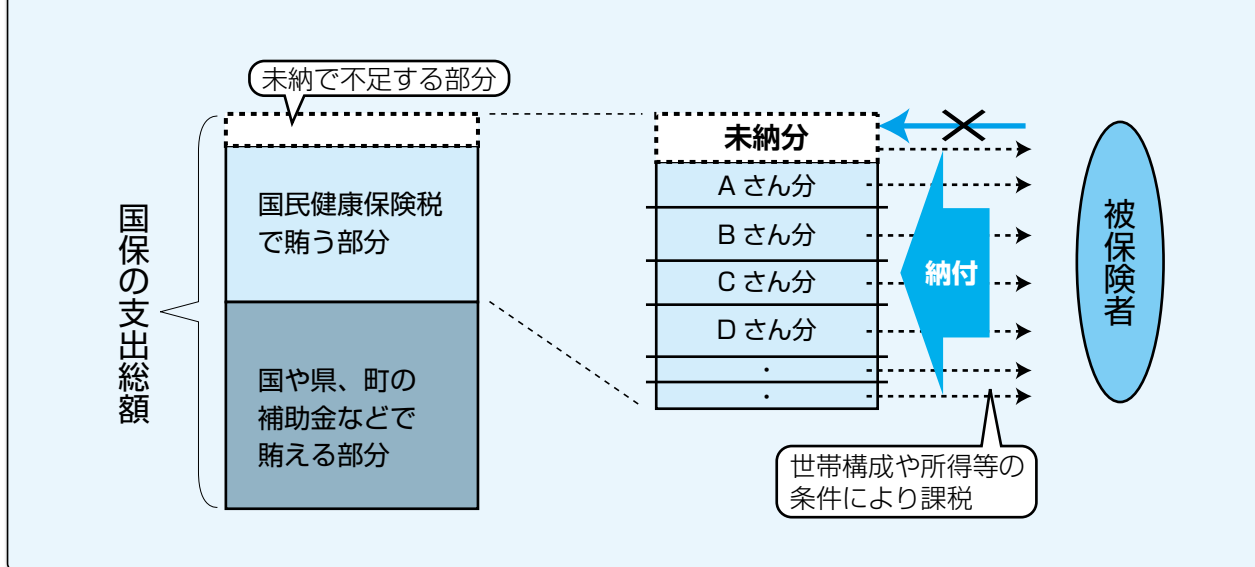 未納で不足する部分
国保の支出総額
国民健康保険税
で賄う部分
国や県、町の
補助金などで
賄える部分
未納分
Aさん分
Bさん分
Cさん分
Dさん分
・
・
納付
被保険者
世帯構成や所得等の
条件により課税